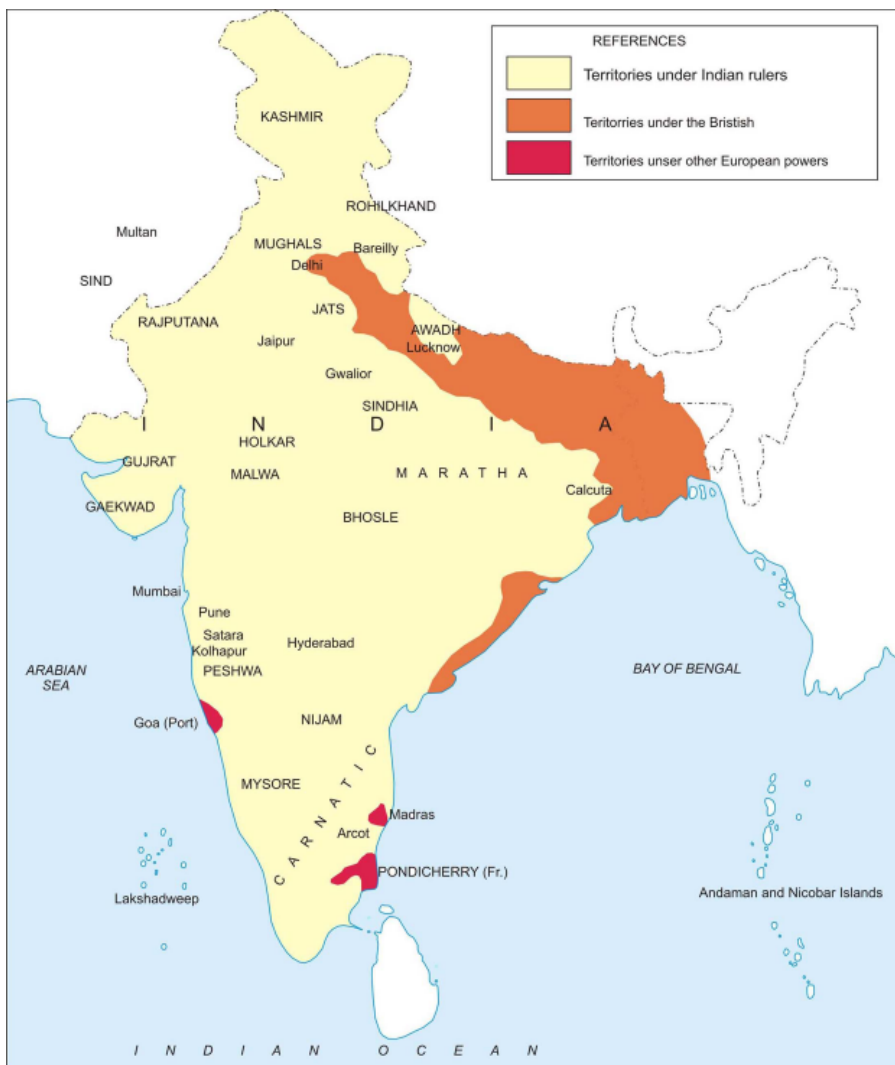 REFERENCES
Territories under Indian rulers
Teritorries under the Bristish
Territories unser other European powers
KASHMIR
ROHILKHAND
Multan
MUGHALS
Bareilly
Delhi
SIND
JATS
RAJPUTANA
AWADH
Jaipur
Lucknow
Gwalior
SINDHIA
I N D I A
HOLKAR
GUJRAT
MALWA
MARATHA
Calcuta
GAEKWAD
BHOSLE
Mumbai
Pune
Satara
Hyderabad
Kolhapur
PESHWA
ARABIAN
SEA
BAY OF BENGAL
Goa (Port)
NIJAM
MYSORE
CARNATIC
Madras
Arcot
PONDICHERRY (Fr.)
Lakshadweep
Andaman and Nicobar Islands
INDIAN OCEAN